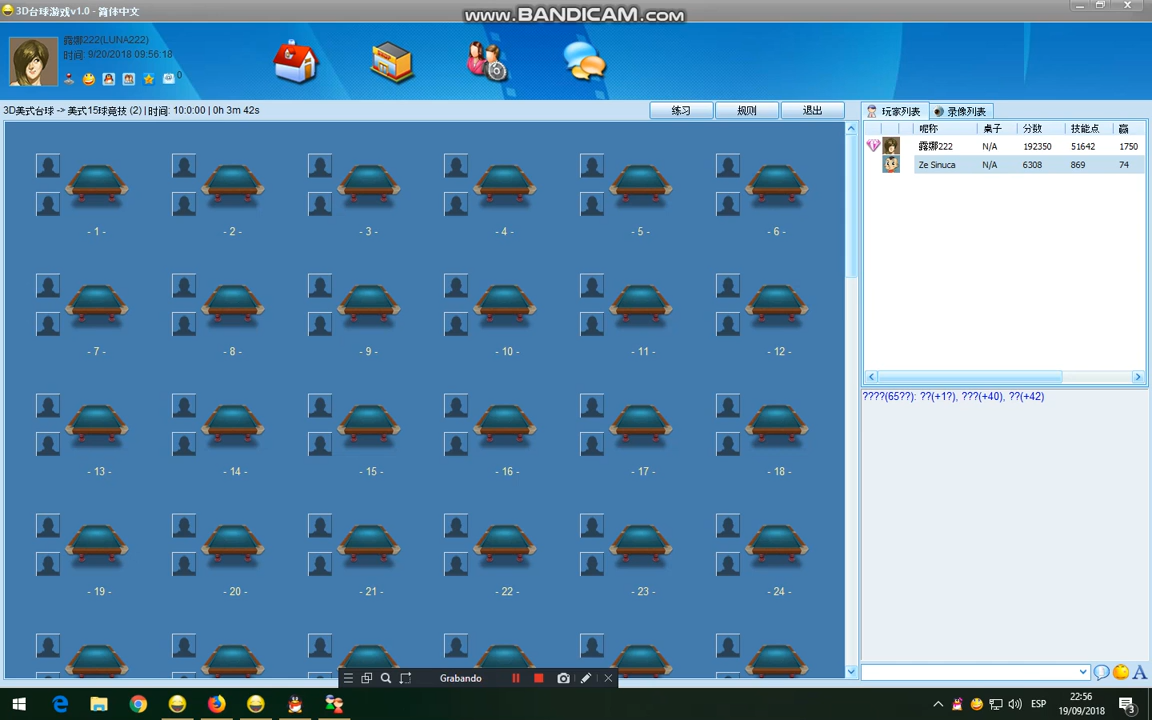 3D台球游戏v1.0 - 简体中文
www.BANDICAM.com
露娜222(LUNA222)
时间: 9/20/2018 09:56:18
0
3D美式台球 -> 美式15球竞技 (2) | 时间: 10:0:00 | 0h 3m 42s
练习 规则 退出
玩家列表 录像列表
昵称 桌子 分数 技能点 赢
露娜222 N/A 192350 51642 1750
Ze Sinuca N/A 6308 869 74
- 1 - - 2 - - 3 - - 4 - - 5 - - 6 -
- 7 - - 8 - - 9 - - 10 - - 11 - - 12 -
????(65??): ??(+1?), ???(+40), ??(+42)
- 13 - - 14 - - 15 - - 16 - - 17 - - 18 -
- 19 - - 20 - - 21 - - 22 - - 23 - - 24 -
Grabando
A
ESP
22:56
19/09/2018
3